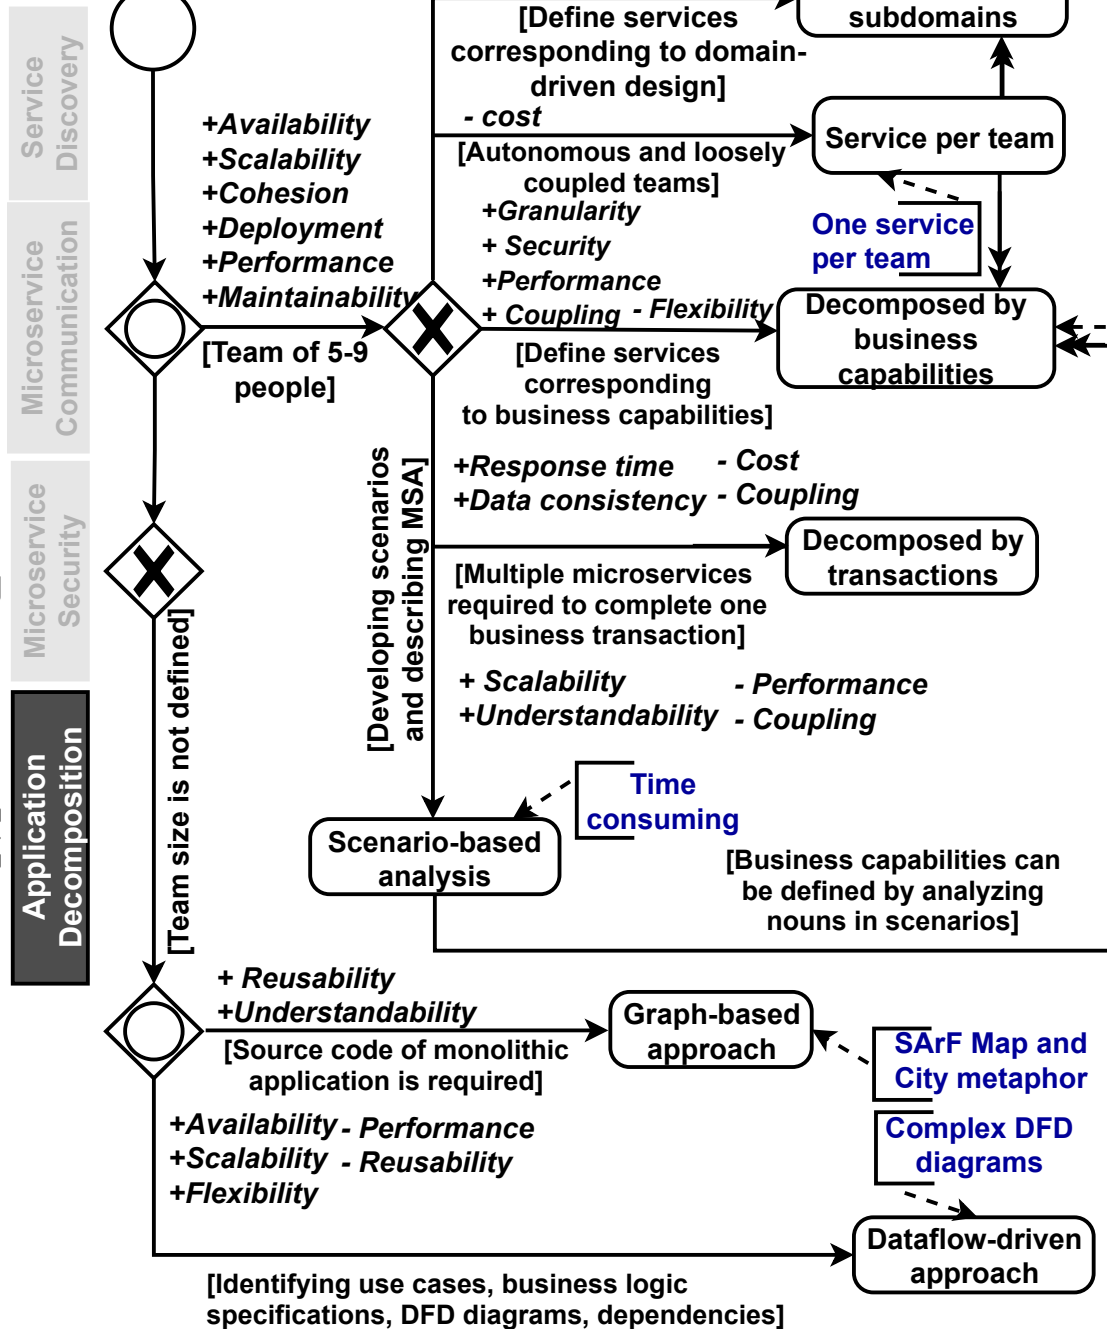 Service
Discovery
Microservice
Communication
Microservice
Security
Application
Decomposition
subdomains
[Define services
corresponding to domain-
driven design]
- cost
[Autonomous and loosely
coupled teams]
Service per team
One service
per team
+Availability
+Scalability
+Cohesion
+Deployment
+Performance
+Maintainability
[Team of 5-9
people]
+Granularity
+ Security
+Performance
+ Coupling - Flexibility
[Define services
corresponding
to business capabilities]
Decomposed by
business
capabilities
+Response time - Cost
+Data consistency - Coupling
[Multiple microservices
required to complete one
business transaction]
Decomposed by
transactions
[Developing scenarios
and describing MSA]
+ Scalability - Performance
+Understandability - Coupling
Time
consuming
Scenario-based
analysis
[Business capabilities can
be defined by analyzing
nouns in scenarios]
[Team size is not defined]
+ Reusability
+Understandability
[Source code of monolithic
application is required]
Graph-based
approach
SArF Map and
City metaphor
+Availability - Performance
+Scalability - Reusability
+Flexibility
Complex DFD
diagrams
Dataflow-driven
approach
[Identifying use cases, business logic
specifications, DFD diagrams, dependencies]